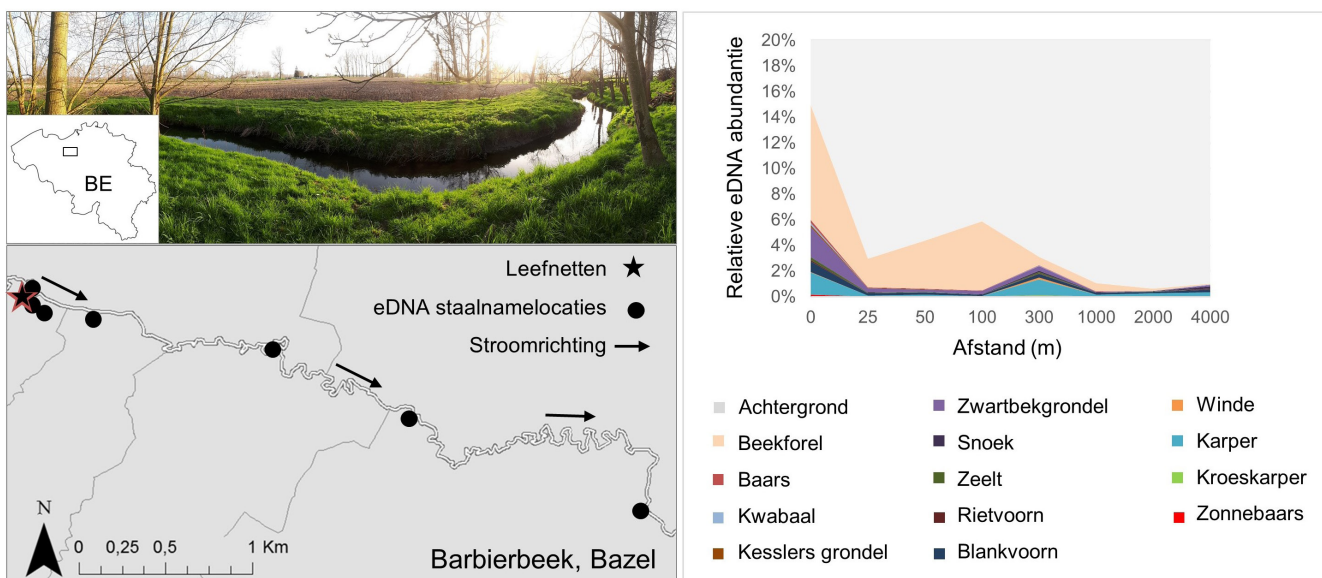 BE
Leefnetten
eDNA staalnamelocaties
Stroomrichting
N
0 0,25 0,5 1 Km
Barbierbeek, Bazel
Relatieve eDNA abundantie
20%
18%
16%
14%
12%
10%
8%
6%
4%
2%
0%
0 25 50 100 300 1000 2000 4000
Afstand (m)
Achtergrond Zwartbekgrondel Winde
Beekforel Snoek Karper
Baars Zeelt Kroeskarper
Kwabaal Rietvoorn Zonnebaars
Kesslers grondel Blankvoorn